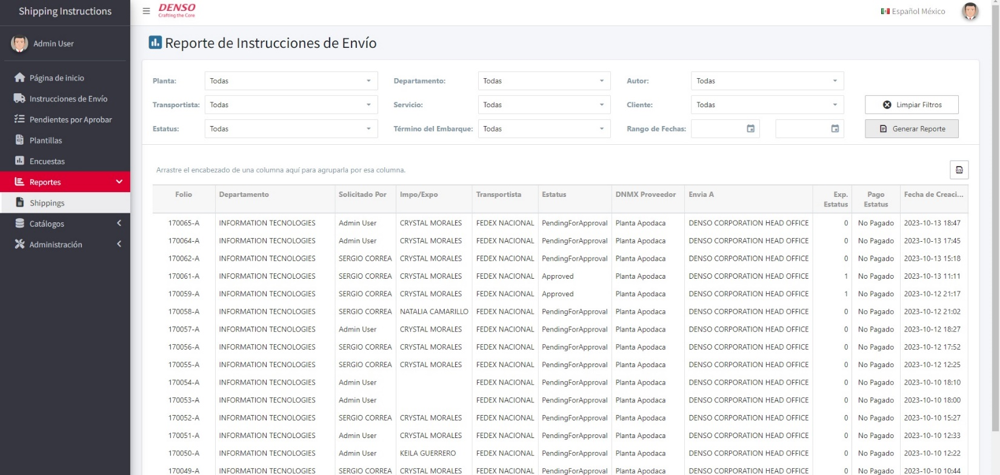 Shipping Instructions
DENSO
Crafting the Core
Español México
Admin User
Reporte de Instrucciones de Envío
Página de inicio
Instrucciones de Envío
Pendientes por Aprobar
Plantillas
Encuestas
Reportes
Shippings
Catálogos
Administración
Planta: Todas Departamento: Todas Autor: Todas
Transportista: Todas Servicio: Todas Cliente: Todas Limpiar Filtros
Estatus: Todas Término del Embarque: Todas Rango de Fechas: Generar Reporte
Arrastre el encabezado de una columna aquí para agruparla por esa columna.
Folio Departamento Solicitado Por Impo/Expo Transportista Estatus DNMX Proveedor Envia A Exp. Estatus Pago Estatus Fecha de Creaci...
170065-A INFORMATION TECNOLOGIES Admin User CRYSTAL MORALES FEDEX NACIONAL PendingForApproval Planta Apodaca DENSO CORPORATION HEAD OFFICE 0 No Pagado 2023-10-13 18:47
170064-A INFORMATION TECNOLOGIES Admin User CRYSTAL MORALES FEDEX NACIONAL PendingForApproval Planta Apodaca DENSO CORPORATION HEAD OFFICE 0 No Pagado 2023-10-13 17:45
170062-A INFORMATION TECNOLOGIES SERGIO CORREA CRYSTAL MORALES FEDEX NACIONAL PendingForApproval Planta Apodaca DENSO CORPORATION HEAD OFFICE 0 No Pagado 2023-10-13 15:18
170061-A INFORMATION TECNOLOGIES SERGIO CORREA CRYSTAL MORALES FEDEX NACIONAL Approved Planta Apodaca DENSO CORPORATION HEAD OFFICE 1 No Pagado 2023-10-13 11:11
170059-A INFORMATION TECNOLOGIES SERGIO CORREA CRYSTAL MORALES FEDEX NACIONAL Approved Planta Apodaca DENSO CORPORATION HEAD OFFICE 1 No Pagado 2023-10-12 21:17
170058-A INFORMATION TECNOLOGIES SERGIO CORREA NATALIA CAMARILLO FEDEX NACIONAL PendingForApproval Planta Apodaca DENSO CORPORATION HEAD OFFICE 0 No Pagado 2023-10-12 21:02
170057-A INFORMATION TECNOLOGIES Admin User CRYSTAL MORALES FEDEX NACIONAL PendingForApproval Planta Apodaca DENSO CORPORATION HEAD OFFICE 0 No Pagado 2023-10-12 18:27
170056-A INFORMATION TECNOLOGIES SERGIO CORREA CRYSTAL MORALES FEDEX NACIONAL PendingForApproval Planta Apodaca DENSO CORPORATION HEAD OFFICE 0 No Pagado 2023-10-12 17:52
170055-A INFORMATION TECNOLOGIES SERGIO CORREA CRYSTAL MORALES FEDEX NACIONAL PendingForApproval Planta Apodaca DENSO CORPORATION HEAD OFFICE 0 No Pagado 2023-10-12 12:25
170054-A INFORMATION TECNOLOGIES Admin User FEDEX NACIONAL PendingForApproval Planta Apodaca DENSO CORPORATION HEAD OFFICE 0 No Pagado 2023-10-10 18:10
170053-A INFORMATION TECNOLOGIES Admin User FEDEX NACIONAL PendingForApproval Planta Apodaca DENSO CORPORATION HEAD OFFICE 0 No Pagado 2023-10-10 18:00
170052-A INFORMATION TECNOLOGIES SERGIO CORREA CRYSTAL MORALES FEDEX NACIONAL PendingForApproval Planta Apodaca DENSO CORPORATION HEAD OFFICE 0 No Pagado 2023-10-10 15:27
170051-A INFORMATION TECNOLOGIES Admin User CRYSTAL MORALES FEDEX NACIONAL PendingForApproval Planta Apodaca DENSO CORPORATION HEAD OFFICE 0 No Pagado 2023-10-10 12:33
170050-A INFORMATION TECNOLOGIES Admin User KEILA GUERRERO FEDEX NACIONAL PendingForApproval Planta Apodaca DENSO CORPORATION HEAD OFFICE 0 No Pagado 2023-10-10 12:22
170049-A INFORMATION TECNOLOGIES SERGIO CORREA CRYSTAL MORALES FEDEX NACIONAL PendingForApproval Planta Apodaca DENSO CORPORATION HEAD OFFICE 0 No Pagado 2023-10-10 10:44